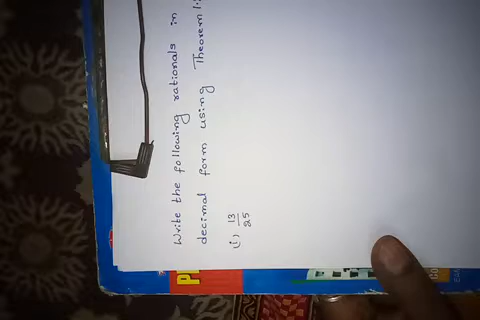 Write the following rationals in
decimal form using Theorem 1.
(i) 13/25